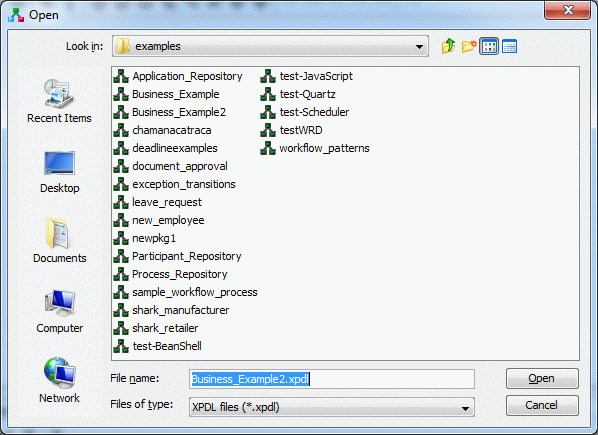 Open
Look in: examples
Recent Items
Desktop
Documents
Computer
Network
Application_Repository
Business_Example
Business_Example2
chamanacatraca
deadlineexamples
document_approval
exception_transitions
leave_request
new_employee
newpkg1
Participant_Repository
Process_Repository
sample_workflow_process
shark_manufacturer
shark_retailer
test-BeanShell
test-JavaScript
test-Quartz
test-Scheduler
testWRD
workflow_patterns
File name: Business_Example2.xpdl Open
Files of type: XPDL files (*.xpdl) Cancel